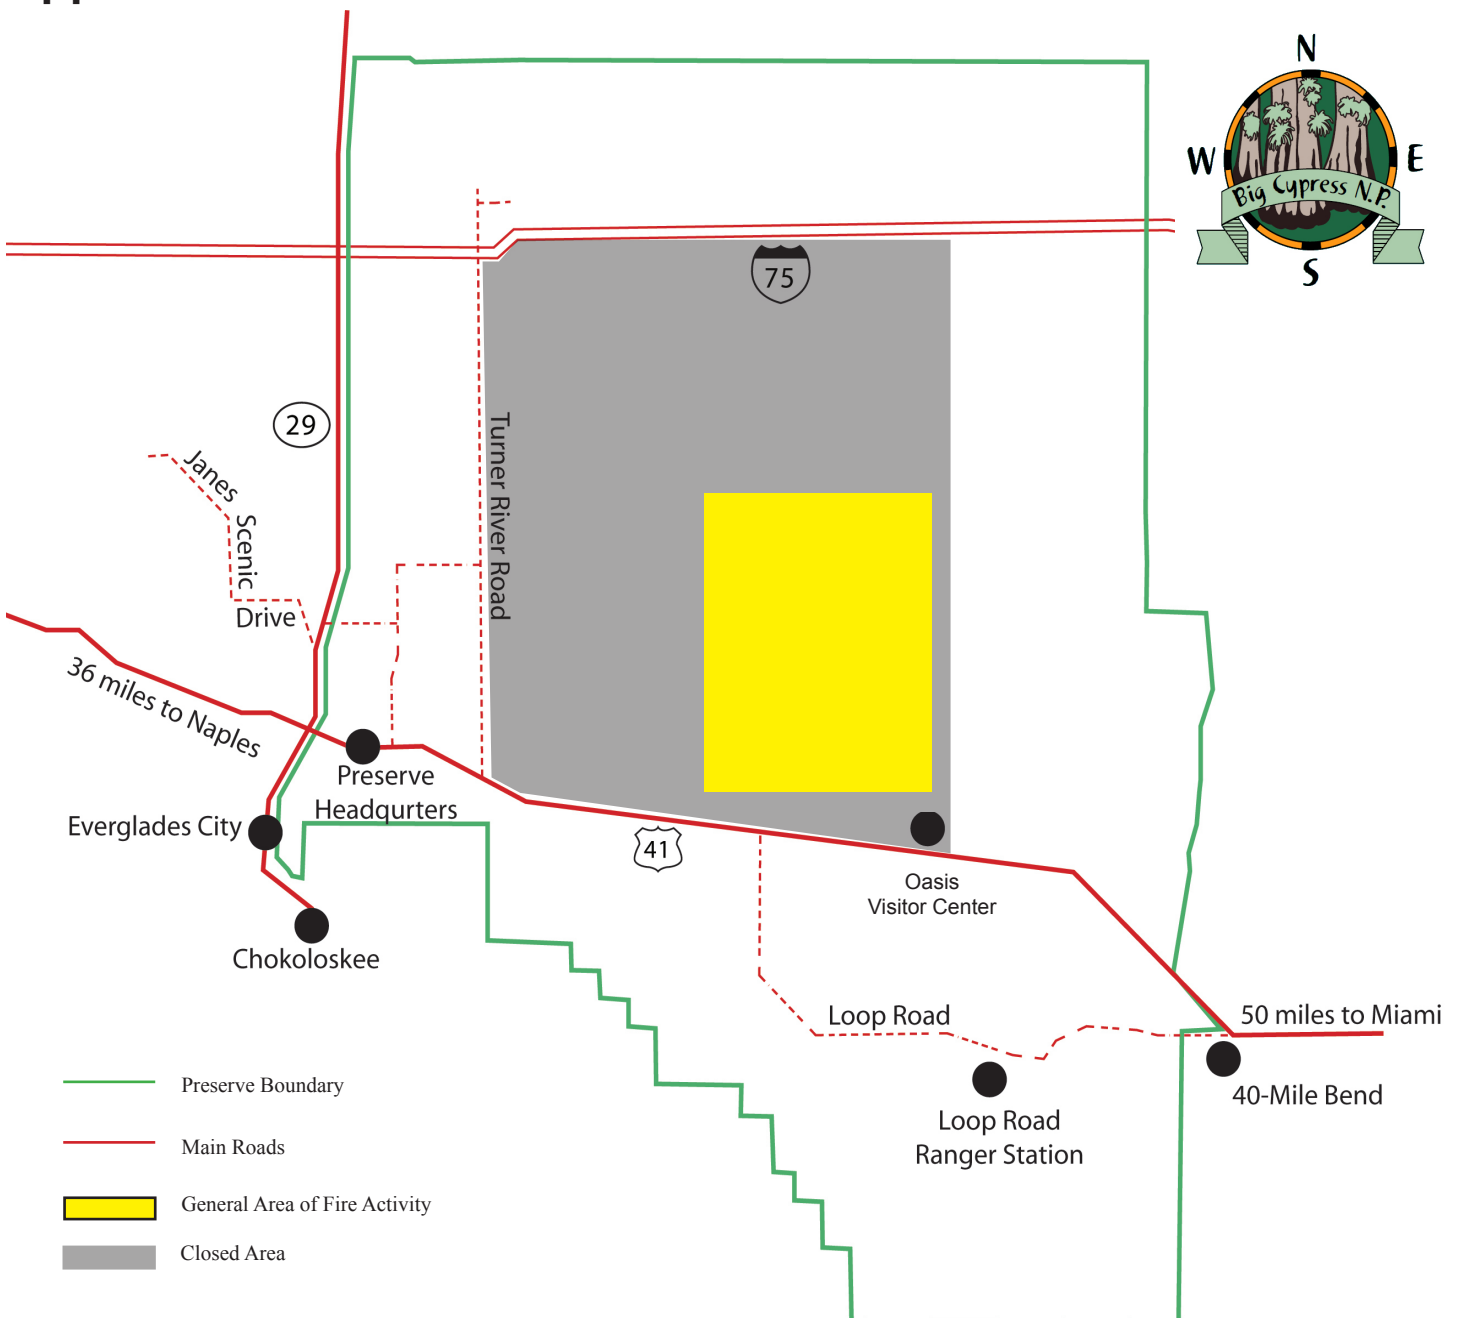 N
W
E
Big Cypress N.P.
S
75
29
Janes
Scenic
Drive
Turner River Road
36 miles to Naples
Preserve
Headqurters
Everglades City
41
Oasis
Visitor Center
Chokoloskee
Loop Road
50 miles to Miami
40-Mile Bend
Loop Road
Ranger Station
Preserve Boundary
Main Roads
General Area of Fire Activity
Closed Area